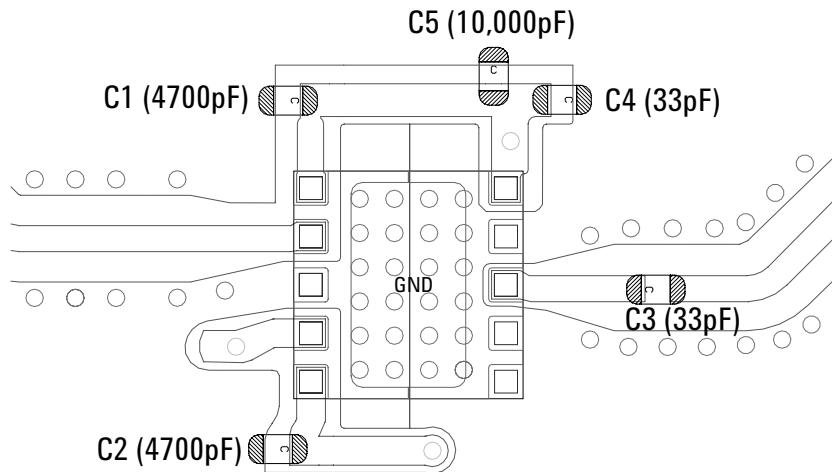 C5 (10,000pF)
C
C1 (4700pF)
C
C
C4 (33pF)
GND
C
C3 (33pF)
C2 (4700pF)
C